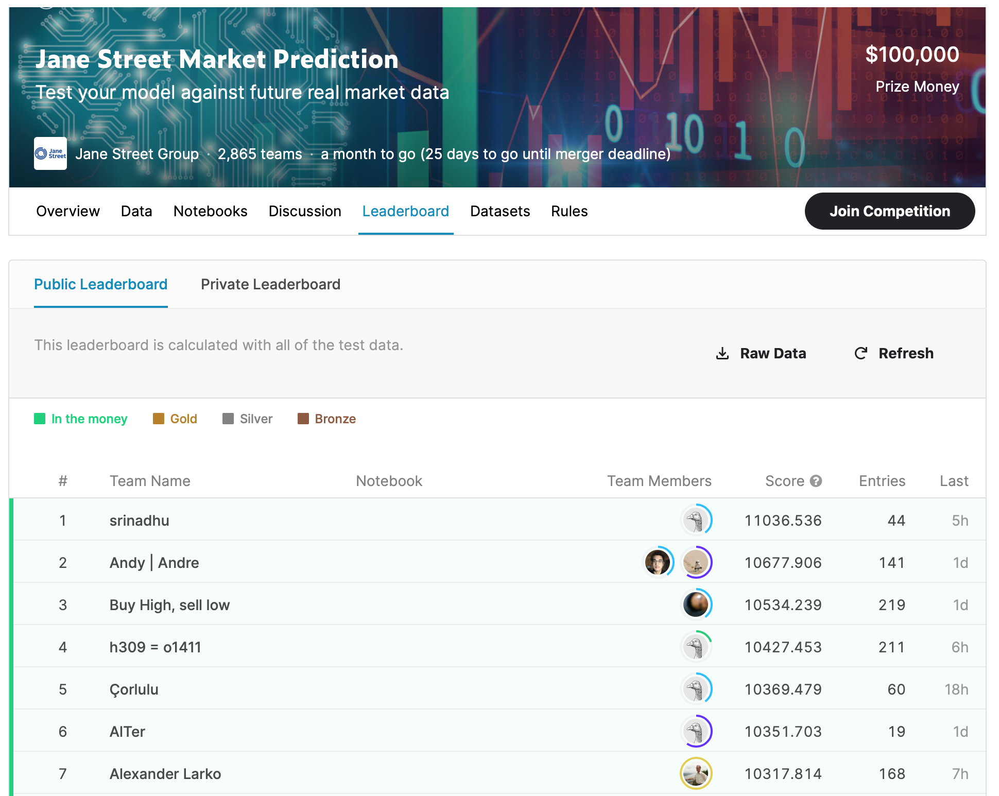 Jane Street Market Prediction
Test your model against future real market data
$100,000
Prize Money
Jane Street
Jane Street Group · 2,865 teams · a month to go (25 days to go until merger deadline)
Overview Data Notebooks Discussion Leaderboard Datasets Rules Join Competition
Public Leaderboard Private Leaderboard
This leaderboard is calculated with all of the test data.
Raw Data Refresh
In the money Gold Silver Bronze
# Team Name Notebook Team Members Score Entries Last
1 srinadhu 11036.536 44 5h
2 Andy | Andre 10677.906 141 1d
3 Buy High, sell low 10534.239 219 1d
4 h309 = o1411 10427.453 211 6h
5 Çorlulu 10369.479 60 18h
6 AlTer 10351.703 19 1d
7 Alexander Larko 10317.814 168 7h